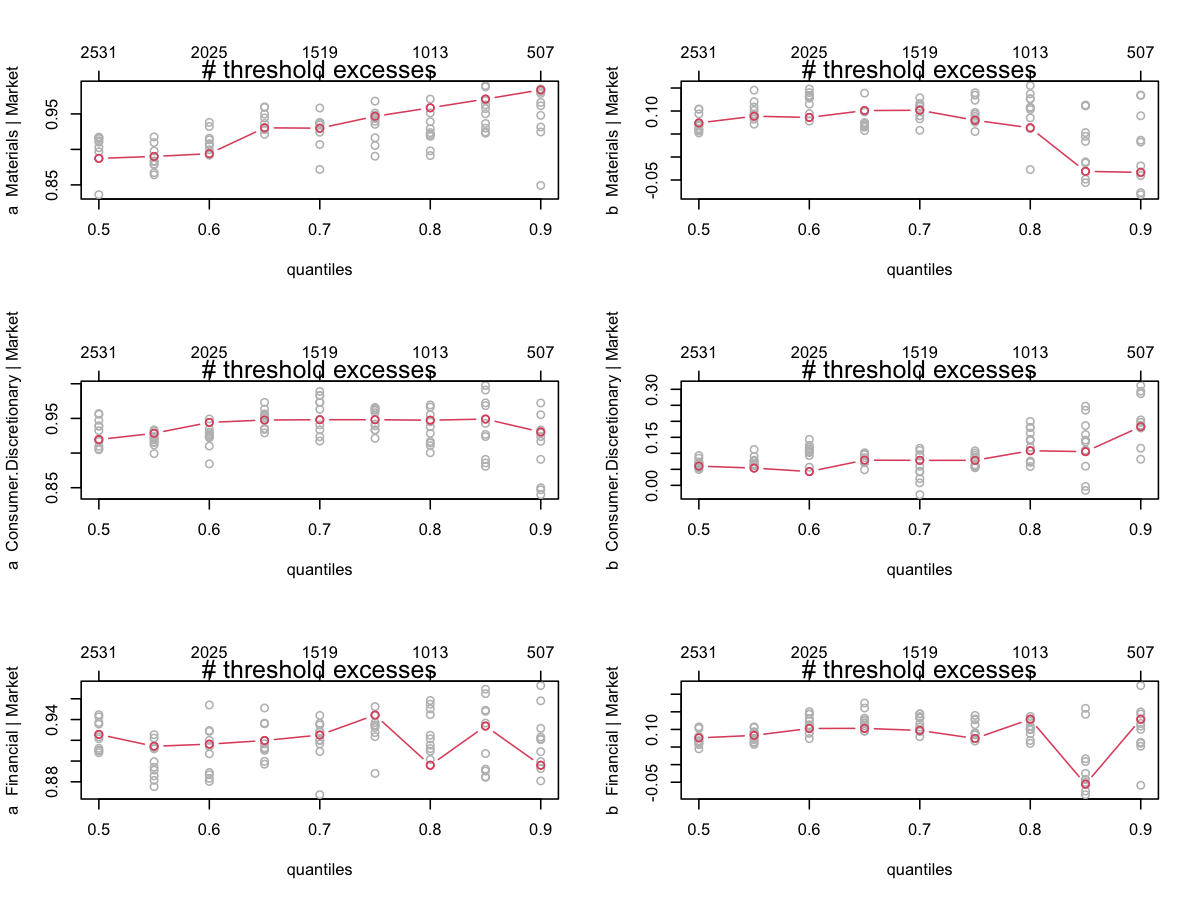 2531 2025 1519 1013 507
# threshold excesses
a Materials | Market
0.95
0.85
0.5 0.6 0.7 0.8 0.9
quantiles
2531 2025 1519 1013 507
# threshold excesses
b Materials | Market
0.10
-0.05
0.5 0.6 0.7 0.8 0.9
quantiles
2531 2025 1519 1013 507
# threshold excesses
a Consumer.Discretionary | Market
0.95
0.85
0.5 0.6 0.7 0.8 0.9
quantiles
2531 2025 1519 1013 507
# threshold excesses
b Consumer.Discretionary | Market
0.30
0.15
0.00
0.5 0.6 0.7 0.8 0.9
quantiles
2531 2025 1519 1013 507
# threshold excesses
a Financial | Market
0.94
0.88
0.5 0.6 0.7 0.8 0.9
quantiles
2531 2025 1519 1013 507
# threshold excesses
b Financial | Market
0.10
-0.05
0.5 0.6 0.7 0.8 0.9
quantiles